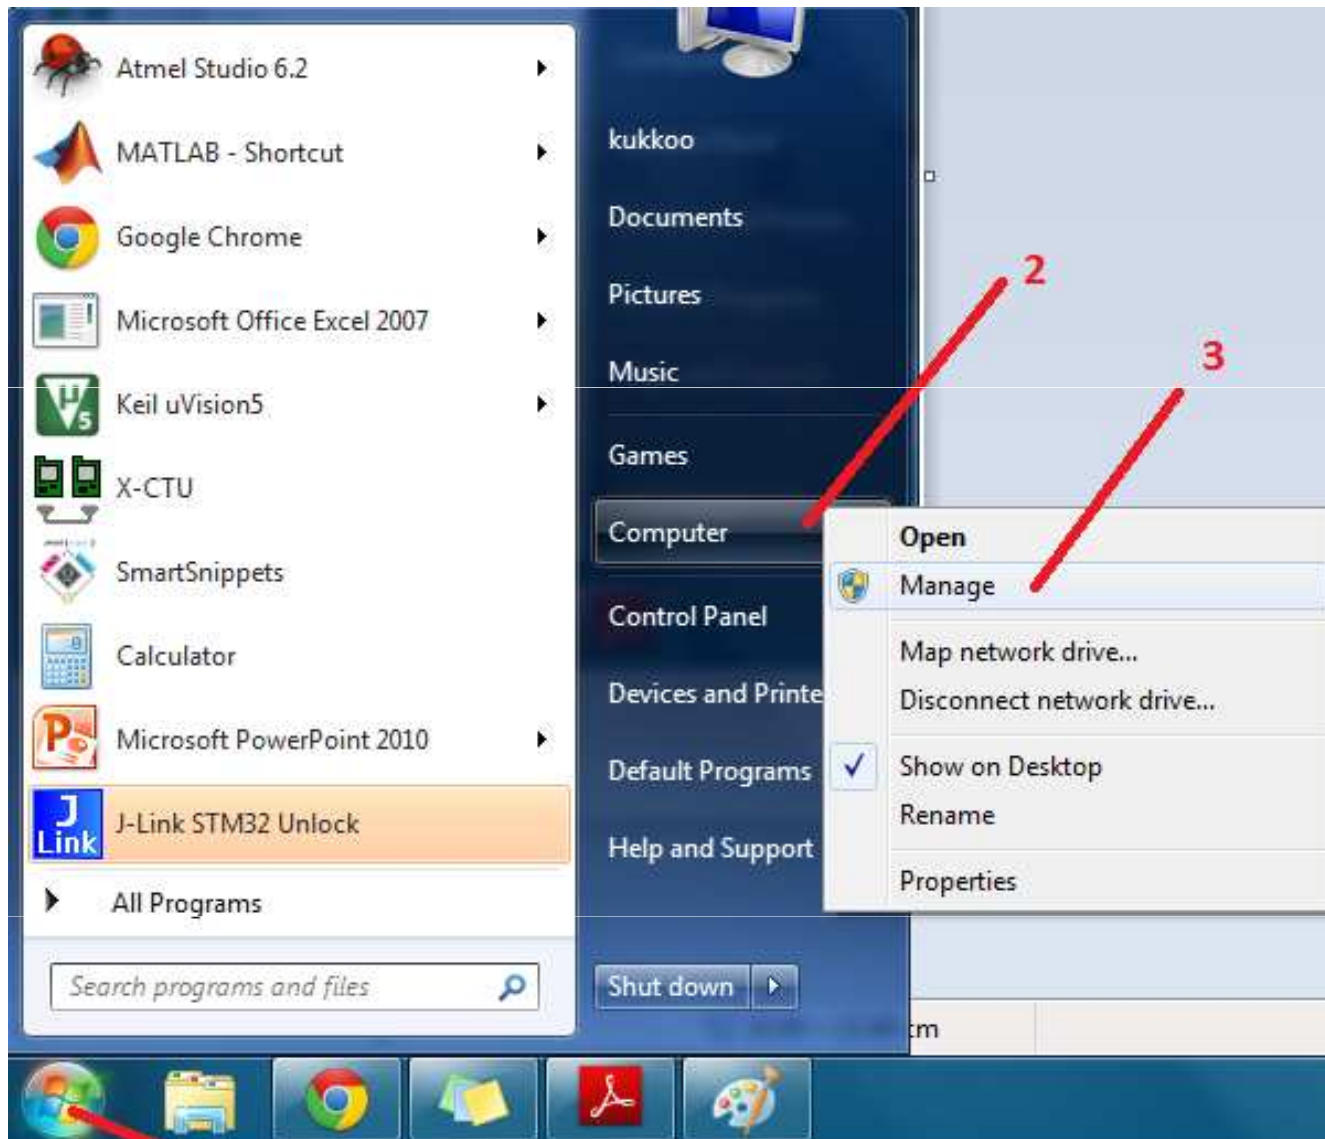 Atmel Studio 6.2
MATLAB - Shortcut
Google Chrome
Microsoft Office Excel 2007
µ
V5
Keil uVision5
X-CTU
SmartSnippets
Calculator
Microsoft PowerPoint 2010
J
Link
J-Link STM32 Unlock
All Programs
Search programs and files
kukkoo
Documents
Pictures
Music
Games
Computer
Control Panel
Devices and Printe
Default Programs
Help and Support
Shut down
2
3
Open
Manage
Map network drive...
Disconnect network drive...
Show on Desktop
Rename
Properties